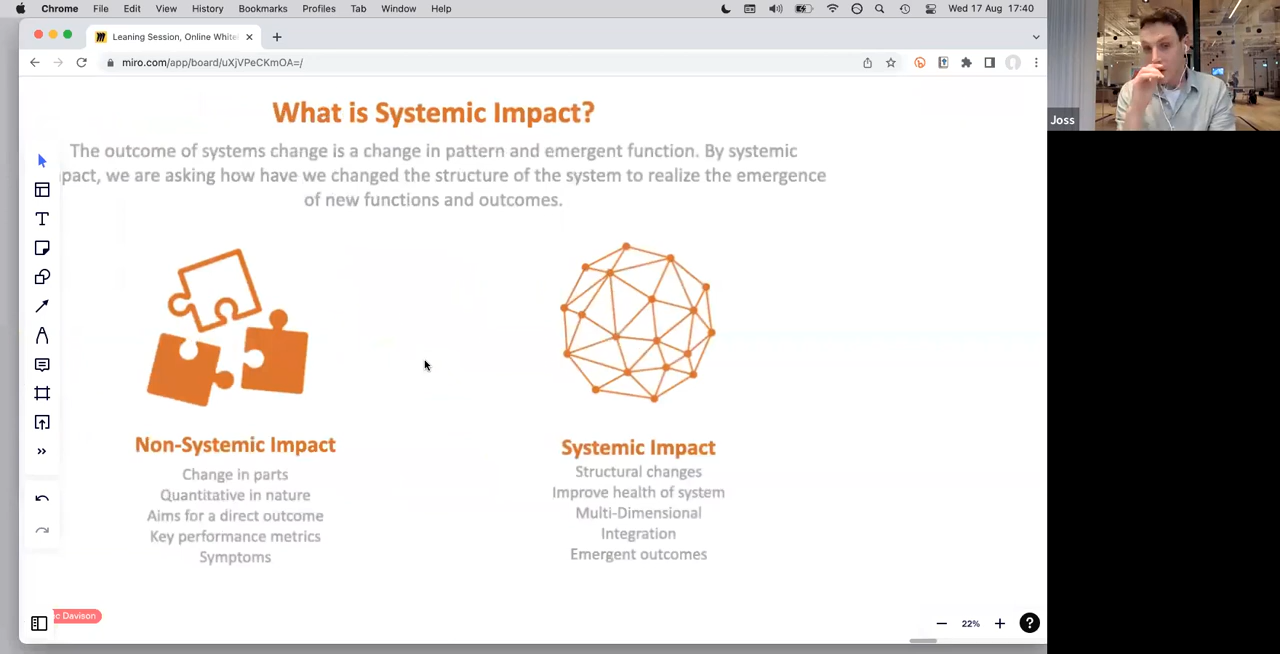 Chrome File Edit View History Bookmarks Profiles Tab Window Help Wed 17 Aug 17:40
Leaning Session, Online White
miro.com/app/board/uXjVPeCKmOA=/
Joss
What is Systemic Impact?
The outcome of systems change is a change in pattern and emergent function. By systemic
pact, we are asking how have we changed the structure of the system to realize the emergence
of new functions and outcomes.
Non-Systemic Impact
Change in parts
Quantitative in nature
Aims for a direct outcome
Key performance metrics
Symptoms
Systemic Impact
Structural changes
Improve health of system
Multi-Dimensional
Integration
Emergent outcomes
c Davison
22%